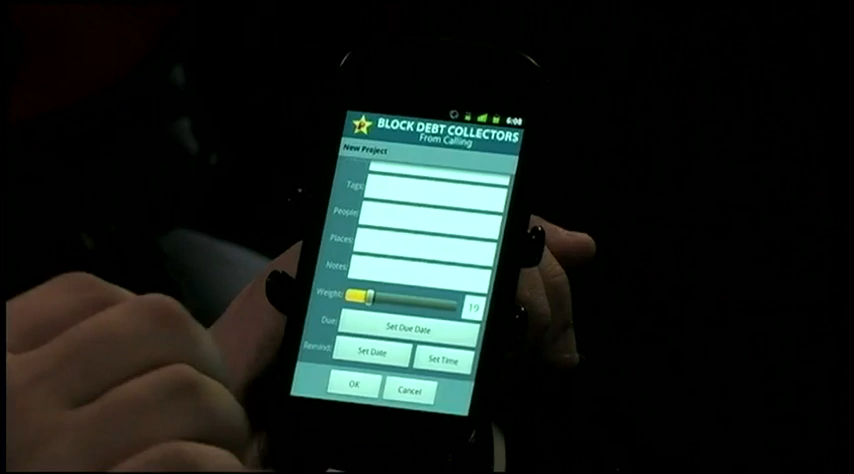 6:08
BLOCK DEBT COLLECTORS
From Calling
New Project
Tags:
People:
Places:
Notes:
Weight: 19
Due: Set Due Date
Remind: Set Date Set Time
OK Cancel